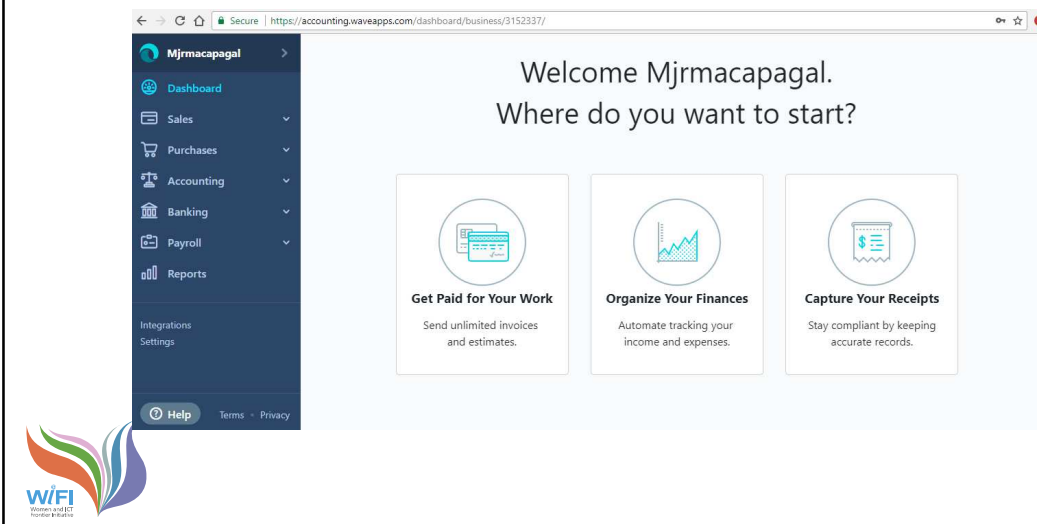 Secure | https://accounting.waveapps.com/dashboard/business/3152337/
Mjrmacapagal
Dashboard
Sales
Purchases
Accounting
Banking
Payroll
Reports
Integrations
Settings
Help
Terms • Privacy
Welcome Mjrmacapagal.
Where do you want to start?
Get Paid for Your Work
Send unlimited invoices
and estimates.
Organize Your Finances
Automate tracking your
income and expenses.
Capture Your Receipts
Stay compliant by keeping
accurate records.
WiFI
Women and ICT
Frontier Initiative